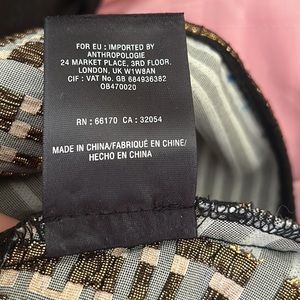 FOR EU : IMPORTED BY
ANTHROPOLOGIE
24 MARKET PLACE, 3RD FLOOR,
LONDON, UK W1W8AN
CIF : VAT No. GB 684936382
OB470020
RN : 66170 CA : 32054
MADE IN CHINA/FABRIQUÉ EN CHINE/
HECHO EN CHINA